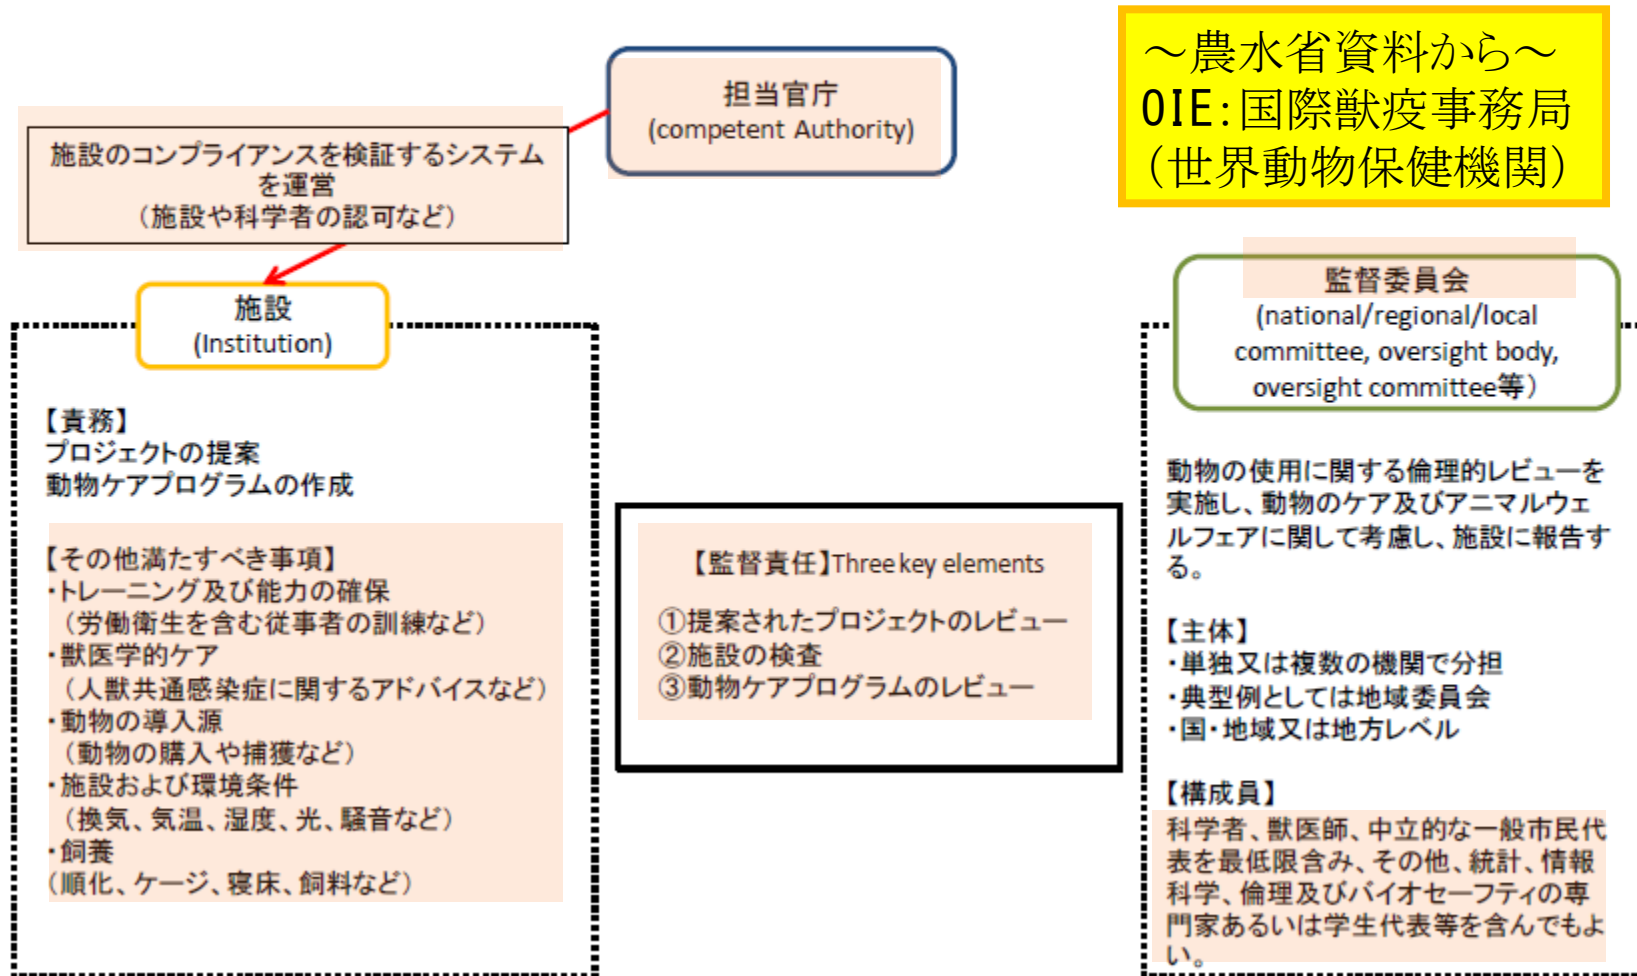 ～農水省資料から～
OIE：国際獣疫事務局
（世界動物保健機関）
担当官庁
(competent Authority)
施設のコンプライアンスを検証するシステム
を運営
（施設や科学者の認可など）
施設
(Institution)
【責務】
プロジェクトの提案
動物ケアプログラムの作成
【その他満たすべき事項】
・トレーニング及び能力の確保
（労働衛生を含む従事者の訓練など）
・獣医学的ケア
（人獣共通感染症に関するアドバイスなど）
・動物の導入源
（動物の購入や捕獲など）
・施設および環境条件
（換気、気温、湿度、光、騒音など）
・飼養
（順化、ケージ、寝床、飼料など）
【監督責任】Three key elements
①提案されたプロジェクトのレビュー
②施設の検査
③動物ケアプログラムのレビュー
監督委員会
(national/regional/local
committee, oversight body,
oversight committee等）
動物の使用に関する倫理的レビューを
実施し、動物のケア及びアニマルウェ
ルフェアに関して考慮し、施設に報告す
る。
【主体】
・単独又は複数の機関で分担
・典型例としては地域委員会
・国・地域又は地方レベル
【構成員】
科学者、獣医師、中立的な一般市民代
表を最低限含み、その他、統計、情報
科学、倫理及びバイオセーフティの専
門家あるいは学生代表等を含んでもよ
い。